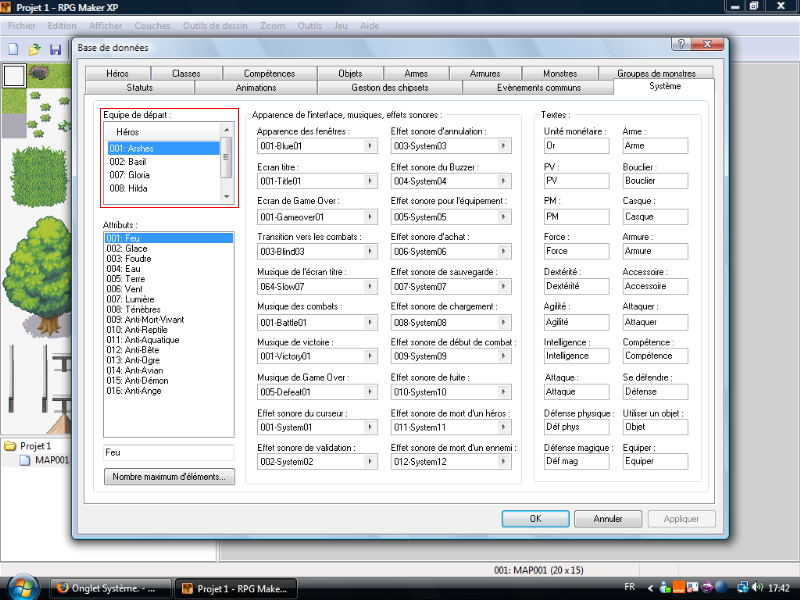 Projet 1 - RPG Maker XP
Fichier Edition Afficher Couches Outils de dessin Zoom Outils Jeu Aide
Base de données
Héros Classes Compétences Objets Armes Armures Monstres Groupes de monstres
Statuts Animations Gestion des chipsets Evènements communs Système
Equipe de départ :
Héros
001: Arshes
002: Basil
007: Gloria
008: Hilda
Attributs :
001: Feu
002: Glace
003: Foudre
004: Eau
005: Terre
006: Vent
007: Lumière
008: Ténèbres
009: Anti-Mort-Vivant
010: Anti-Reptile
011: Anti-Aquatique
012: Anti-Bête
013: Anti-Ogre
014: Anti-Avian
015: Anti-Démon
016: Anti-Ange
Feu
Nombre maximum d'éléments...
Apparence de l'interface, musiques, effets sonores :
Apparence des fenêtres :
001-Blue01
Ecran titre :
001-Title01
Ecran de Game Over :
001-Gameover01
Transition vers les combats :
003-Blind03
Musique de l'écran titre :
064-Slow07
Musique des combats :
001-Battle01
Musique de victoire :
001-Victory01
Musique de Game Over :
005-Defeat01
Effet sonore du curseur :
001-System01
Effet sonore de validation :
002-System02
Effet sonore d'annulation :
003-System03
Effet sonore du Buzzer :
004-System04
Effet sonore pour l'équipement :
005-System05
Effet sonore d'achat :
006-System06
Effet sonore de sauvegarde :
007-System07
Effet sonore de chargement :
008-System08
Effet sonore de début de combat :
009-System09
Effet sonore de fuite :
010-System10
Effet sonore de mort d'un héros :
011-System11
Effet sonore de mort d'un ennemi :
012-System12
Textes :
Unité monétaire :
Or
PV :
PV
PM :
PM
Force :
Force
Dextérité :
Dextérité
Agilité :
Agilité
Intelligence :
Intelligence
Attaque :
Attaque
Défense physique :
Déf phys
Défense magique :
Déf mag
Arme :
Arme
Bouclier :
Bouclier
Casque :
Casque
Armure :
Armure
Accessoire :
Accessoire
Attaquer :
Attaquer
Compétence :
Compétence
Se défendre :
Défense
Utiliser un objet :
Objet
Equiper :
Equiper
OK Annuler Appliquer
Projet 1
MAP001
001: MAP001 (20 x 15)
Onglet Système. - ...
Projet 1 - RPG Make...
FR
17:42